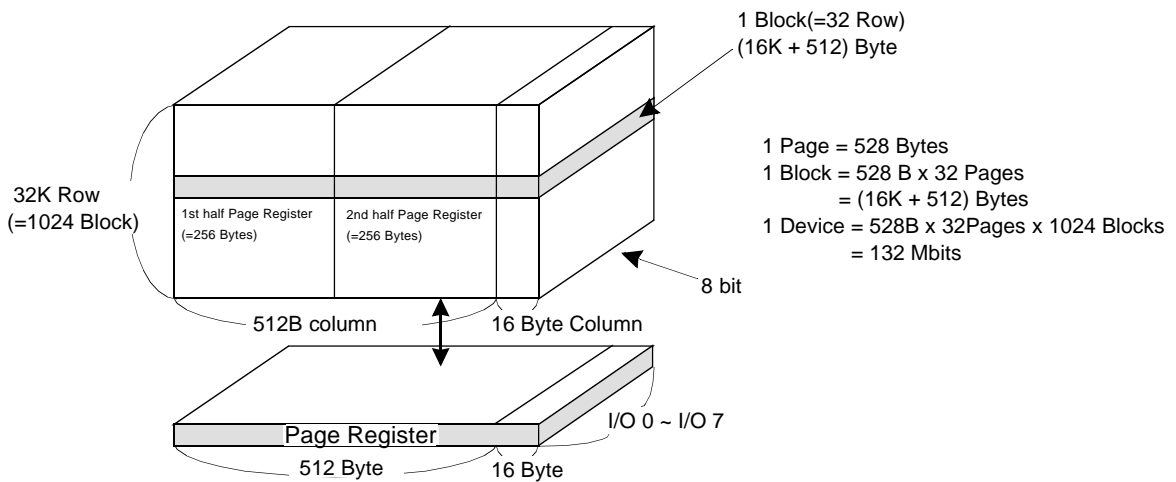 1 Block(=32 Row)
(16K + 512) Byte
32K Row
(=1024 Block)
1st half Page Register
(=256 Bytes)
2nd half Page Register
(=256 Bytes)
1 Page = 528 Bytes
1 Block = 528 B x 32 Pages
= (16K + 512) Bytes
1 Device = 528B x 32Pages x 1024 Blocks
= 132 Mbits
8 bit
512B column
16 Byte Column
Page Register
I/O 0 ~ I/O 7
512 Byte
16 Byte